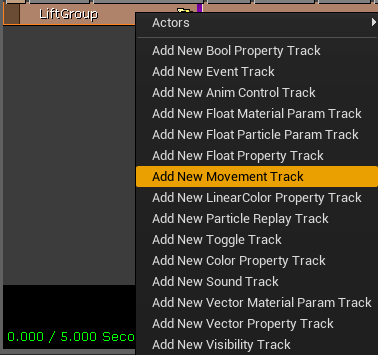 LiftGroup
Actors
Add New Bool Property Track
Add New Event Track
Add New Anim Control Track
Add New Float Material Param Track
Add New Float Particle Param Track
Add New Float Property Track
Add New Movement Track
Add New LinearColor Property Track
Add New Particle Replay Track
Add New Toggle Track
Add New Color Property Track
Add New Sound Track
Add New Vector Material Param Track
Add New Vector Property Track
Add New Visibility Track
0.000 / 5.000 Seco